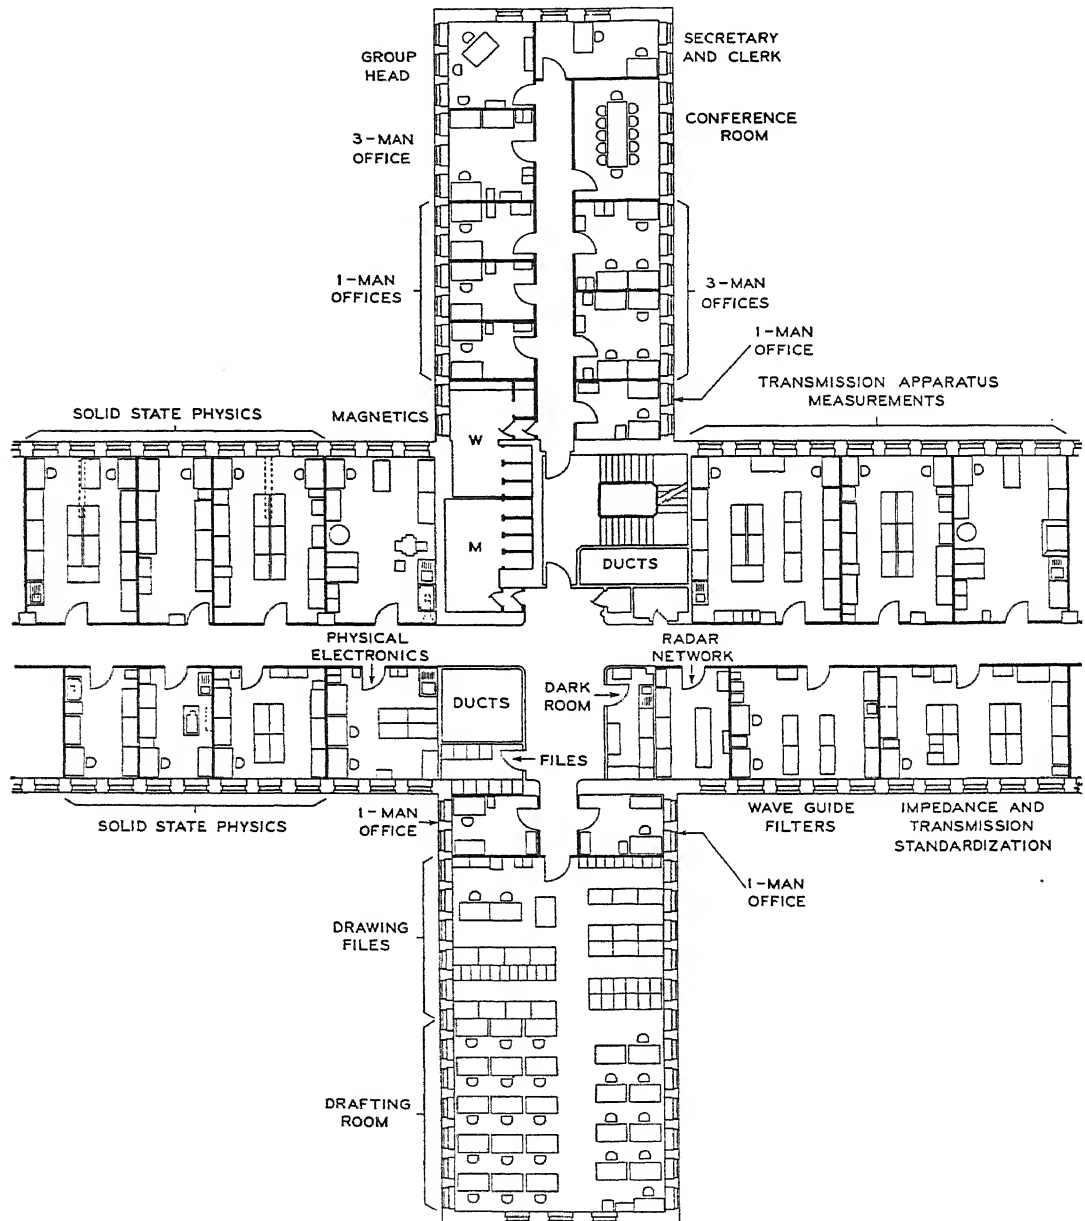 GROUP
HEAD
SECRETARY
AND CLERK
3-MAN
OFFICE
CONFERENCE
ROOM
1-MAN
OFFICES
3-MAN
OFFICES
1-MAN
OFFICE
TRANSMISSION APPARATUS
MEASUREMENTS
SOLID STATE PHYSICS
MAGNETICS
W
M
DUCTS
PHYSICAL
ELECTRONICS
RADAR
NETWORK
DUCTS
DARK
ROOM
FILES
SOLID STATE PHYSICS
1-MAN
OFFICE
WAVE GUIDE
FILTERS
IMPEDANCE AND
TRANSMISSION
STANDARDIZATION
1-MAN
OFFICE
DRAWING
FILES
DRAFTING
ROOM